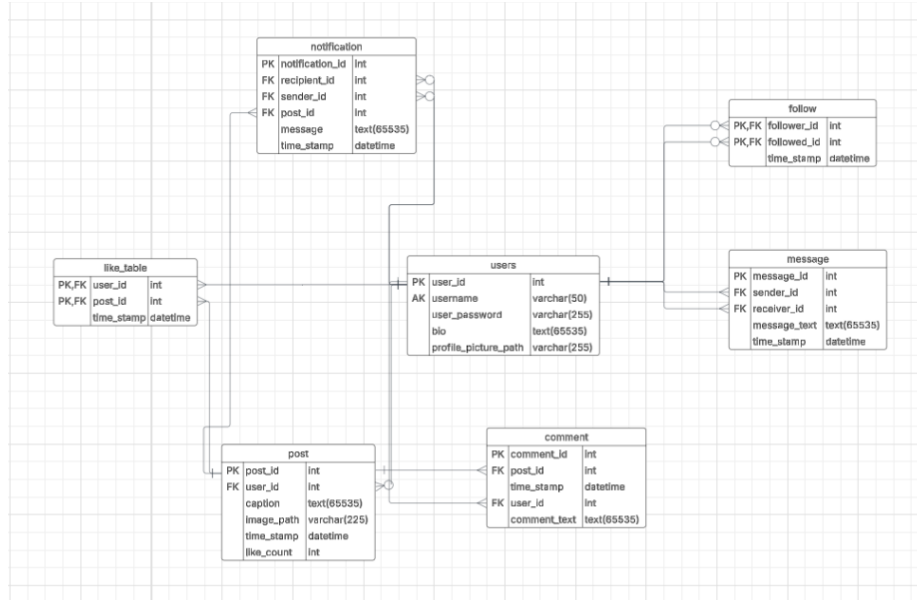 notification
PK notification_id int
FK recipient_id int
FK sender_id int
FK post_id int
message text(65535)
time_stamp datetime
follow
PK,FK follower_id int
PK,FK followed_id int
time_stamp datetime
like_table
PK,FK user_id int
PK,FK post_id int
time_stamp datetime
users
PK user_id int
AK username varchar(50)
user_password varchar(255)
bio text(65535)
profile_picture_path varchar(255)
message
PK message_id int
FK sender_id int
FK receiver_id int
message_text text(65535)
time_stamp datetime
post
PK post_id int
FK user_id int
caption text(65535)
image_path varchar(225)
time_stamp datetime
like_count int
comment
PK comment_id int
FK post_id int
time_stamp datetime
FK user_id int
comment_text text(65535)